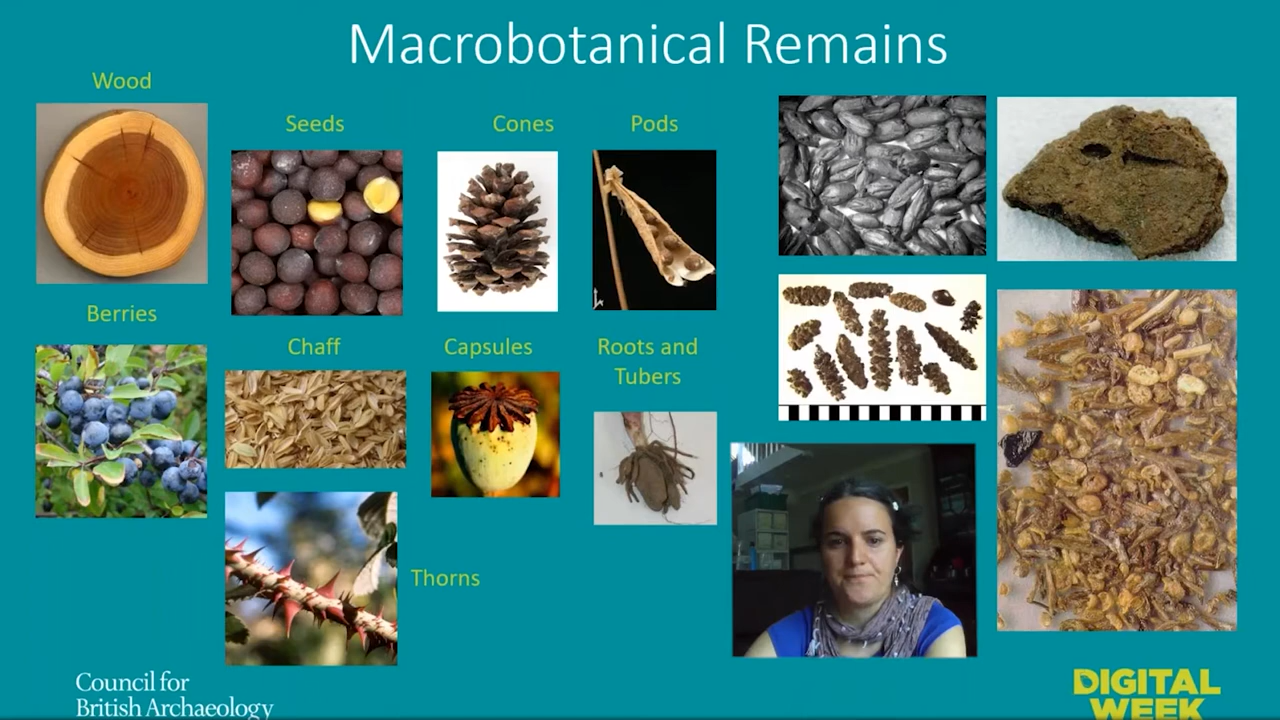 Macrobotanical Remains
Wood
Seeds
Cones
Pods
Berries
Chaff
Capsules
Roots and
Tubers
Thorns
Council for
British Archaeology
DIGITAL
WEEK